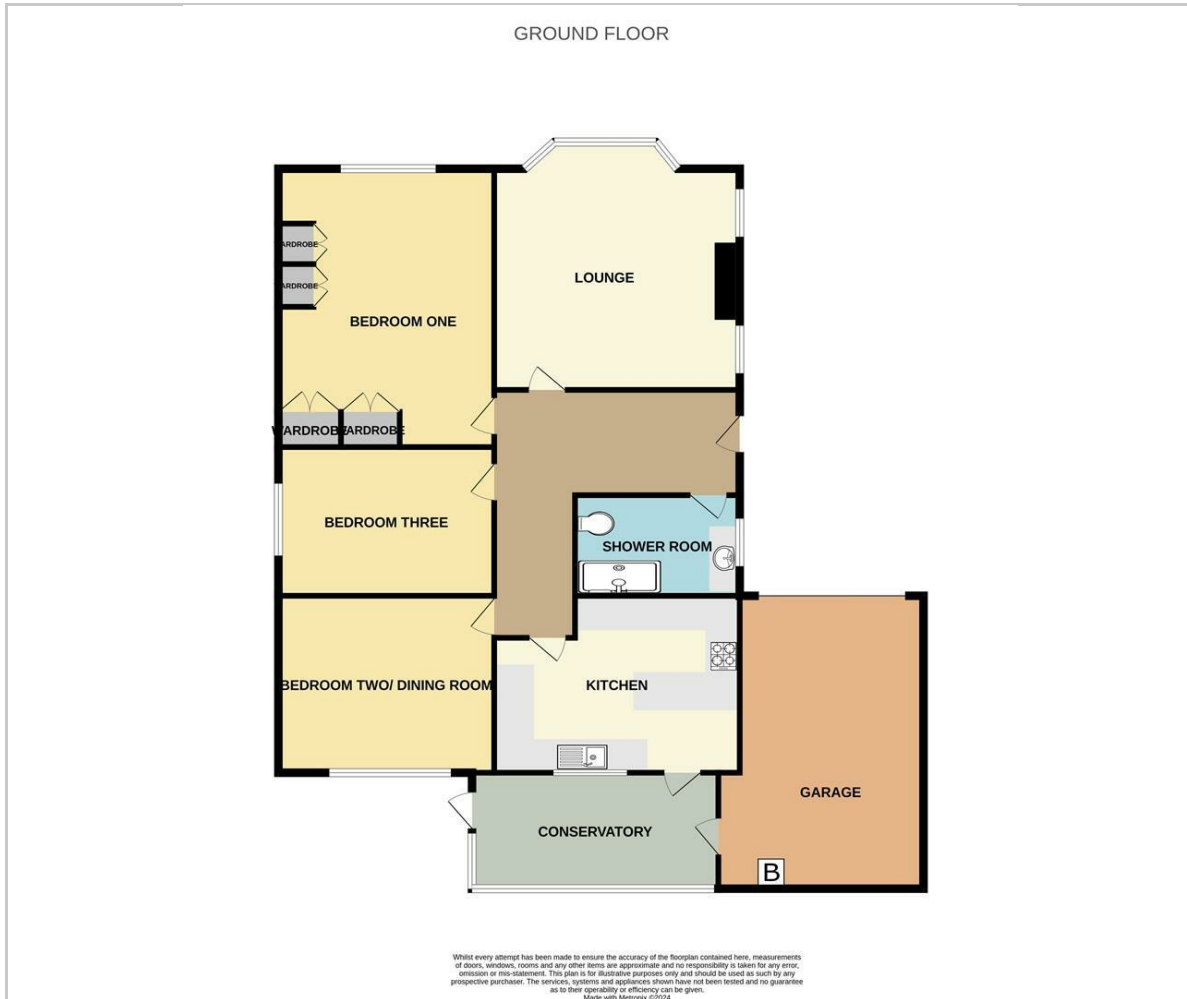 GROUND FLOOR
LOUNGE
ARDROBE
ARDROBE
BEDROOM ONE
WARDROBE
ARDROBE
BEDROOM THREE
SHOWER ROOM
BEDROOM TWO/ DINING ROOM
KITCHEN
GARAGE
CONSERVATORY
B
Whilst every attempt has been made to ensure the accuracy of the floorplan contained here, measurements
of doors, windows, rooms and any other items are approximate and no responsibility is taken for any error,
omission or mis-statement. This plan is for illustrative purposes only and should be used as such by any
prospective purchaser. The services, systems and appliances shown have not been tested and no guarantee
as to their operability or efficiency can be given.
Made with Metropix ©2024